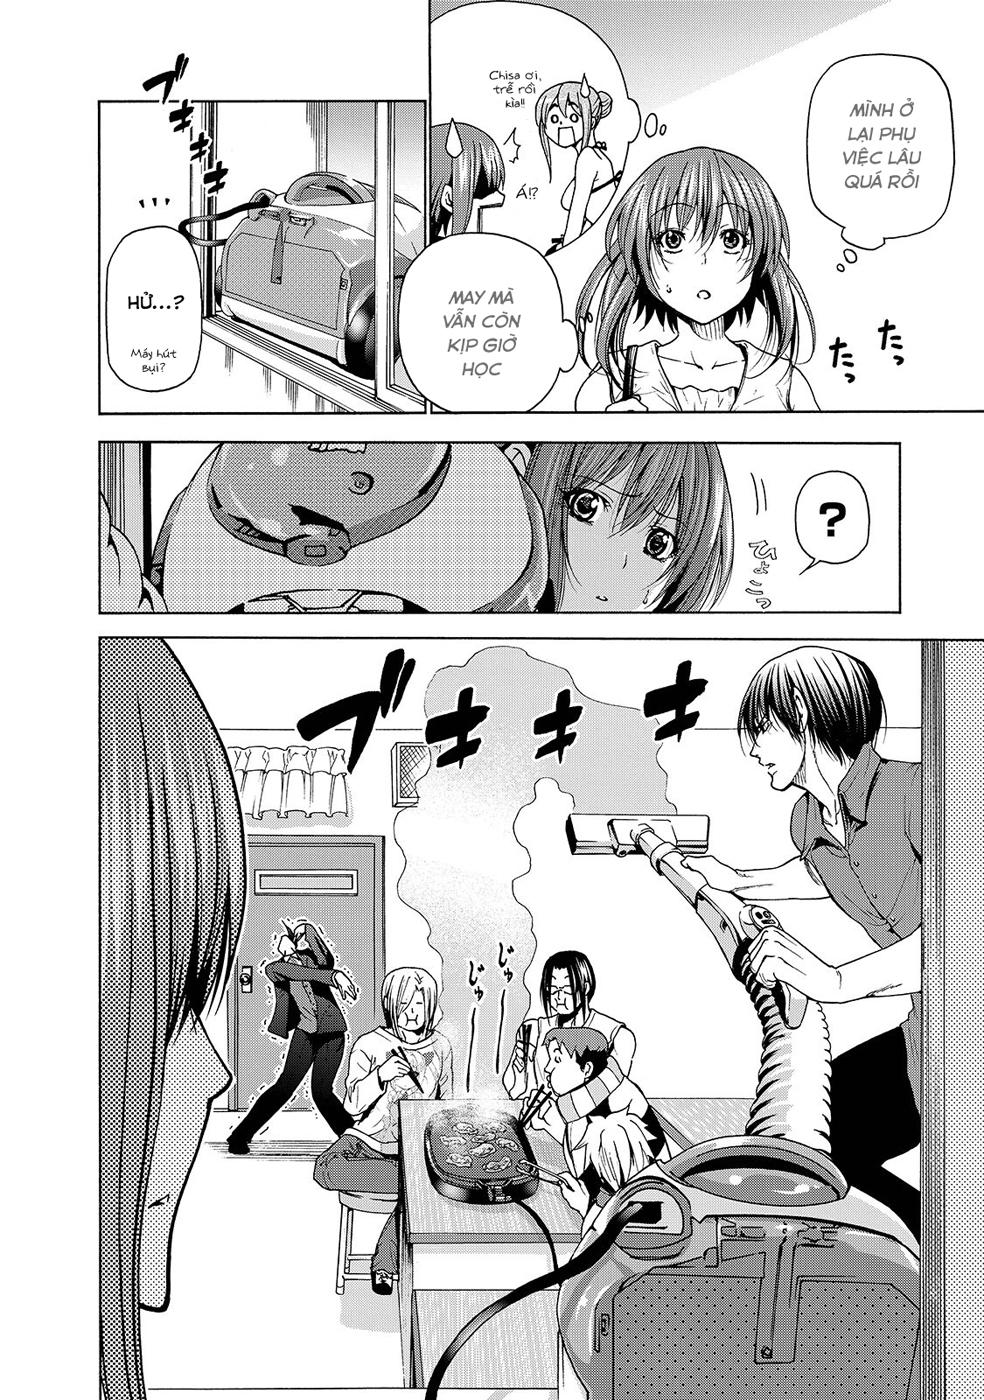 MÌNH Ở
LẠI PHỤ
VIỆC LÂU
QUÁ RỒI
Chisa ơi,
trễ rồi
kìa!!
Á!?
MAY MÀ
VẪN CÒN
KỊP GIỜ
HỌC
たったっ
ブキキキ
HỬ...?
Máy hút
bụi?
?
ひょこっ
ブキキキ
じゅー
じゅー